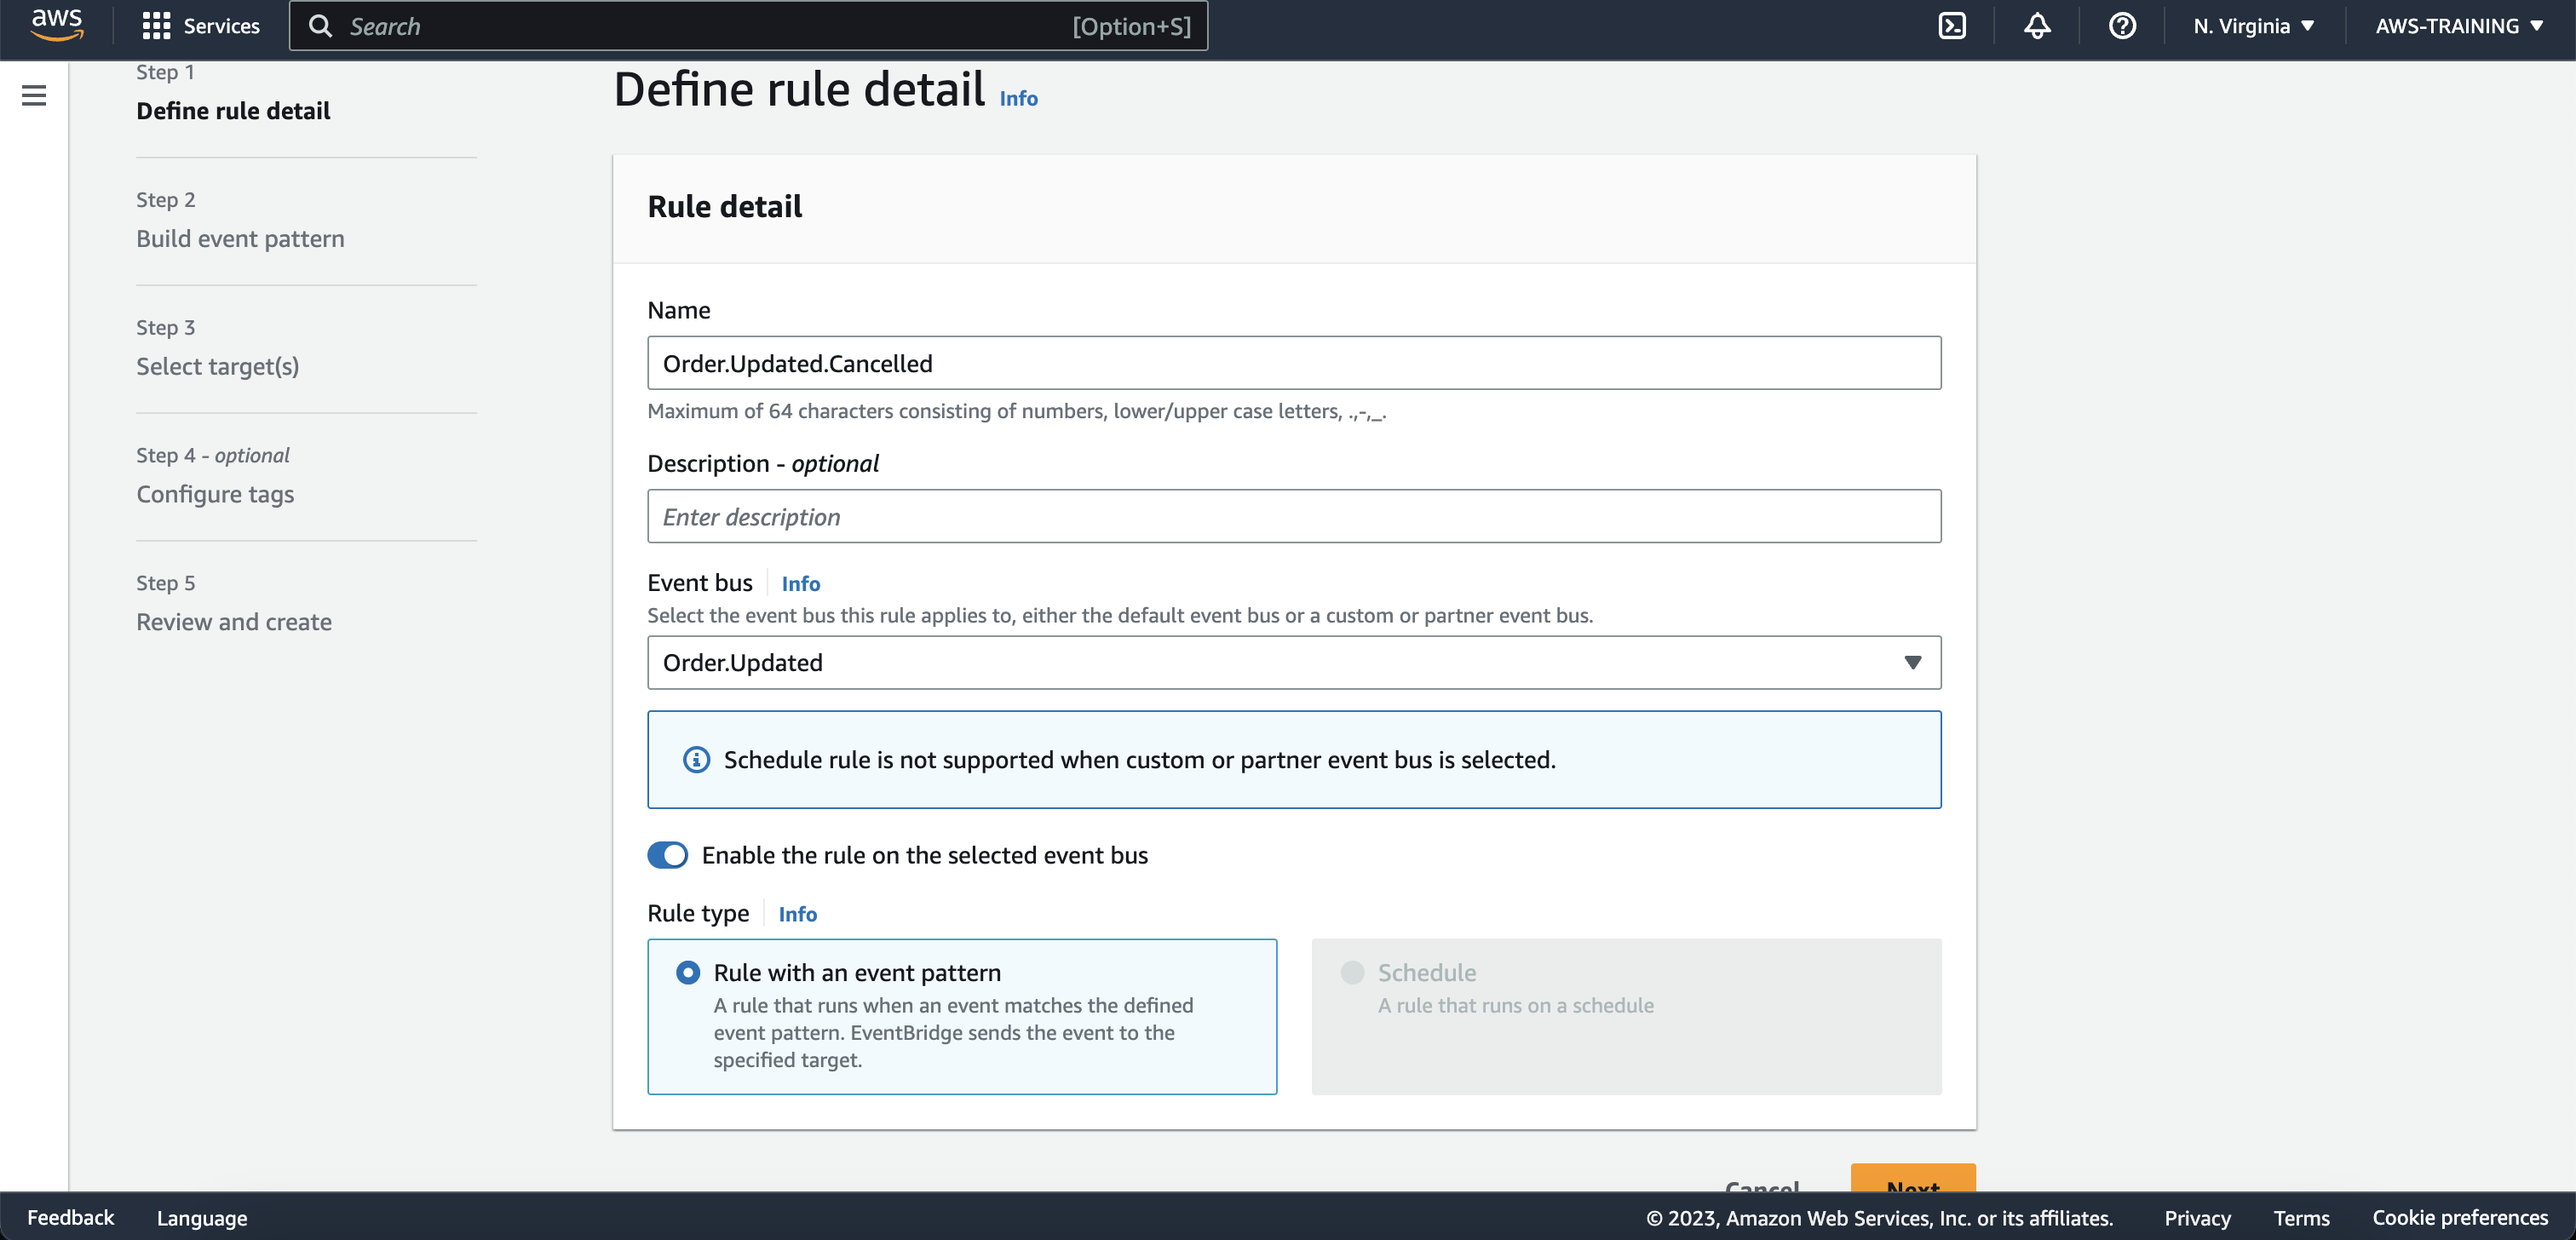 aws
Services
Search
[Option+S]
N. Virginia
AWS-TRAINING
Step 1
Define rule detail
Step 2
Build event pattern
Step 3
Select target(s)
Step 4 - optional
Configure tags
Step 5
Review and create
Define rule detail Info
Rule detail
Name
Order.Updated.Cancelled
Maximum of 64 characters consisting of numbers, lower/upper case letters, .,-,_.
Description - optional
Enter description
Event bus Info
Select the event bus this rule applies to, either the default event bus or a custom or partner event bus.
Order.Updated
Schedule rule is not supported when custom or partner event bus is selected.
Enable the rule on the selected event bus
Rule type Info
Rule with an event pattern
A rule that runs when an event matches the defined
event pattern. EventBridge sends the event to the
specified target.
Schedule
A rule that runs on a schedule
Cancel
Next
Feedback
Language
© 2023, Amazon Web Services, Inc. or its affiliates.
Privacy
Terms
Cookie preferences